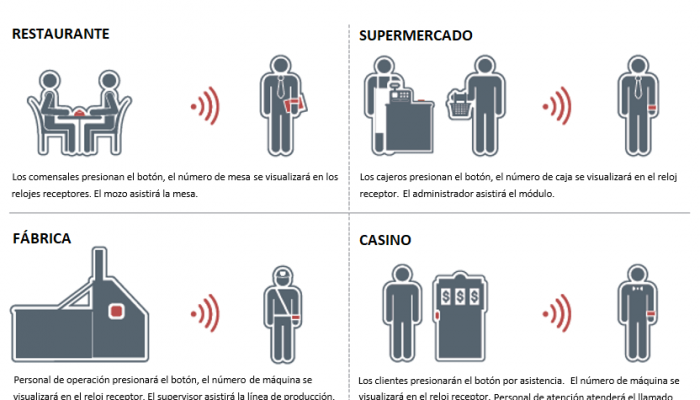 RESTAURANTE
Los comensales presionan el botón, el número de mesa se visualizará en los
relojes receptores. El mozo asistirá la mesa.
SUPERMERCADO
Los cajeros presionan el botón, el número de caja se visualizará en el reloj
receptor. El administrador asistirá el módulo.
FÁBRICA
Personal de operación presionará el botón, el número de máquina se
visualizará en el reloj receptor. El supervisor asistirá la línea de producción.
CASINO
$ $ $
Los clientes presionarán el botón por asistencia. El número de máquina se
visualizará en el reloj receptor. Personal de atención atenderá el llamado